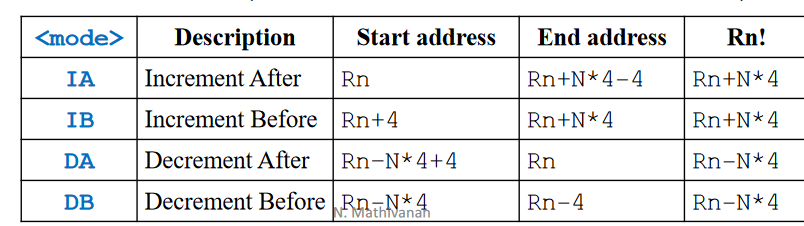 <mode> Description Start address End address Rn!
IA Increment After Rn Rn+N*4-4 Rn+N*4
IB Increment Before Rn+4 Rn+N*4 Rn+N*4
DA Decrement After Rn-N*4+4 Rn Rn-N*4
DB Decrement Before Rn-N*4 Rn-4 Rn-N*4
N. Mathivanan